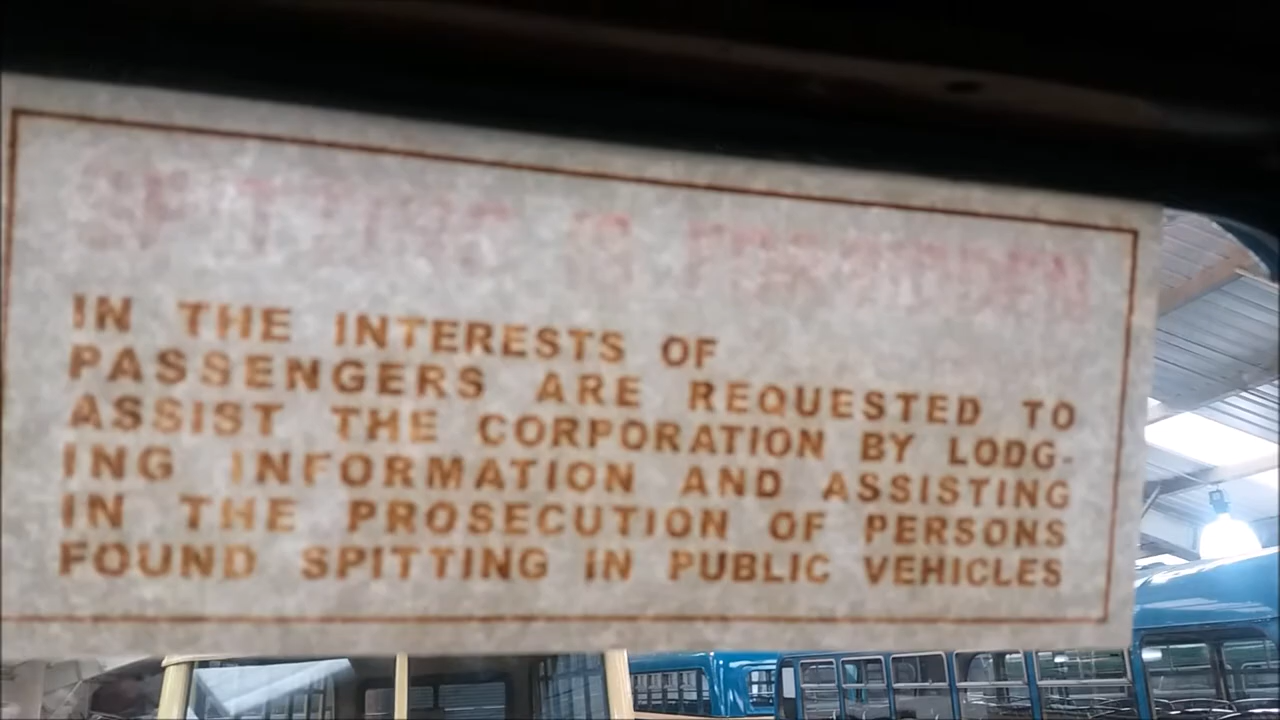 IN THE INTERESTS OF
PASSENGERS ARE REQUESTED TO
ASSIST THE CORPORATION BY LODG-
ING INFORMATION AND ASSISTING
IN THE PROSECUTION OF PERSONS
FOUND SPITTING IN PUBLIC VEHICLES